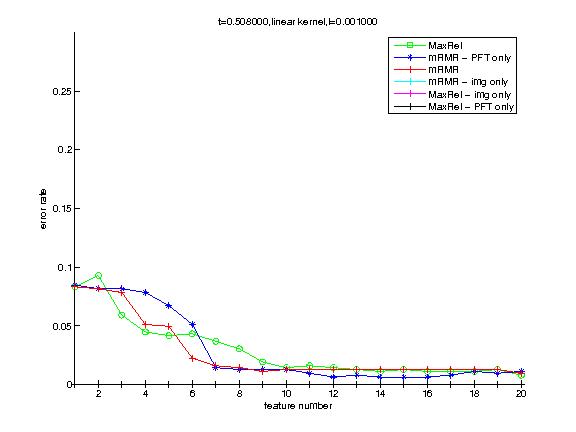 t=0.508000,linear kernel,l=0.001000
MaxRel
mRMR – PFT only
mRMR
mRMR – img only
MaxRel – img only
MaxRel – PFT only
error rate
0.25
0.2
0.15
0.1
0.05
0
2 4 6 8 10 12 14 16 18 20
feature number